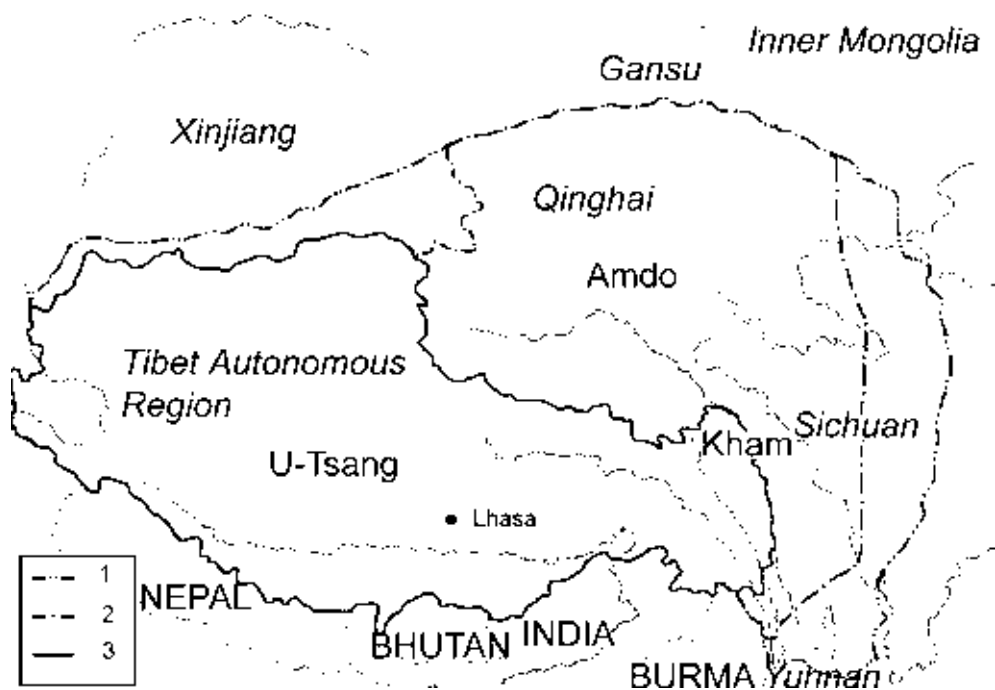 Inner Mongolia
Gansu
Xinjiang
Qinghai
Amdo
Tibet Autonomous
Region
Sichuan
Kham
U-Tsang
Lhasa
1
2
3
NEPAL
BHUTAN
INDIA
BURMA
Yunnan